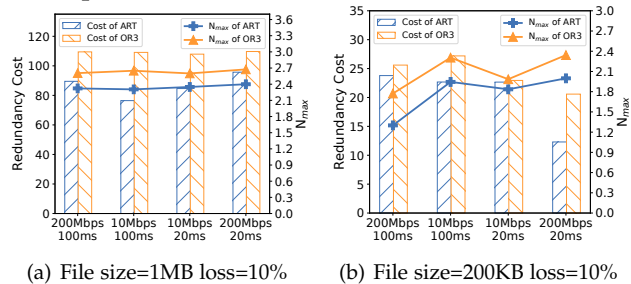 Cost of ART
Cost of OR3
N_max of ART
N_max of OR3
Redundancy Cost
120
100
80
60
40
20
0
3.6
3.3
3.0
2.7
2.4
2.1
1.8
1.5
1.2
0.9
0.6
0.3
0.0
N_max
200Mbps 10Mbps 10Mbps 200Mbps
100ms 100ms 20ms 20ms
(a) File size=1MB loss=10%
Cost of ART
Cost of OR3
N_max of ART
N_max of OR3
Redundancy Cost
35
30
25
20
15
10
5
0
3.0
2.7
2.4
2.1
1.8
1.5
1.2
0.9
0.6
0.3
0.0
N_max
200Mbps 10Mbps 10Mbps 200Mbps
100ms 100ms 20ms 20ms
(b) File size=200KB loss=10%